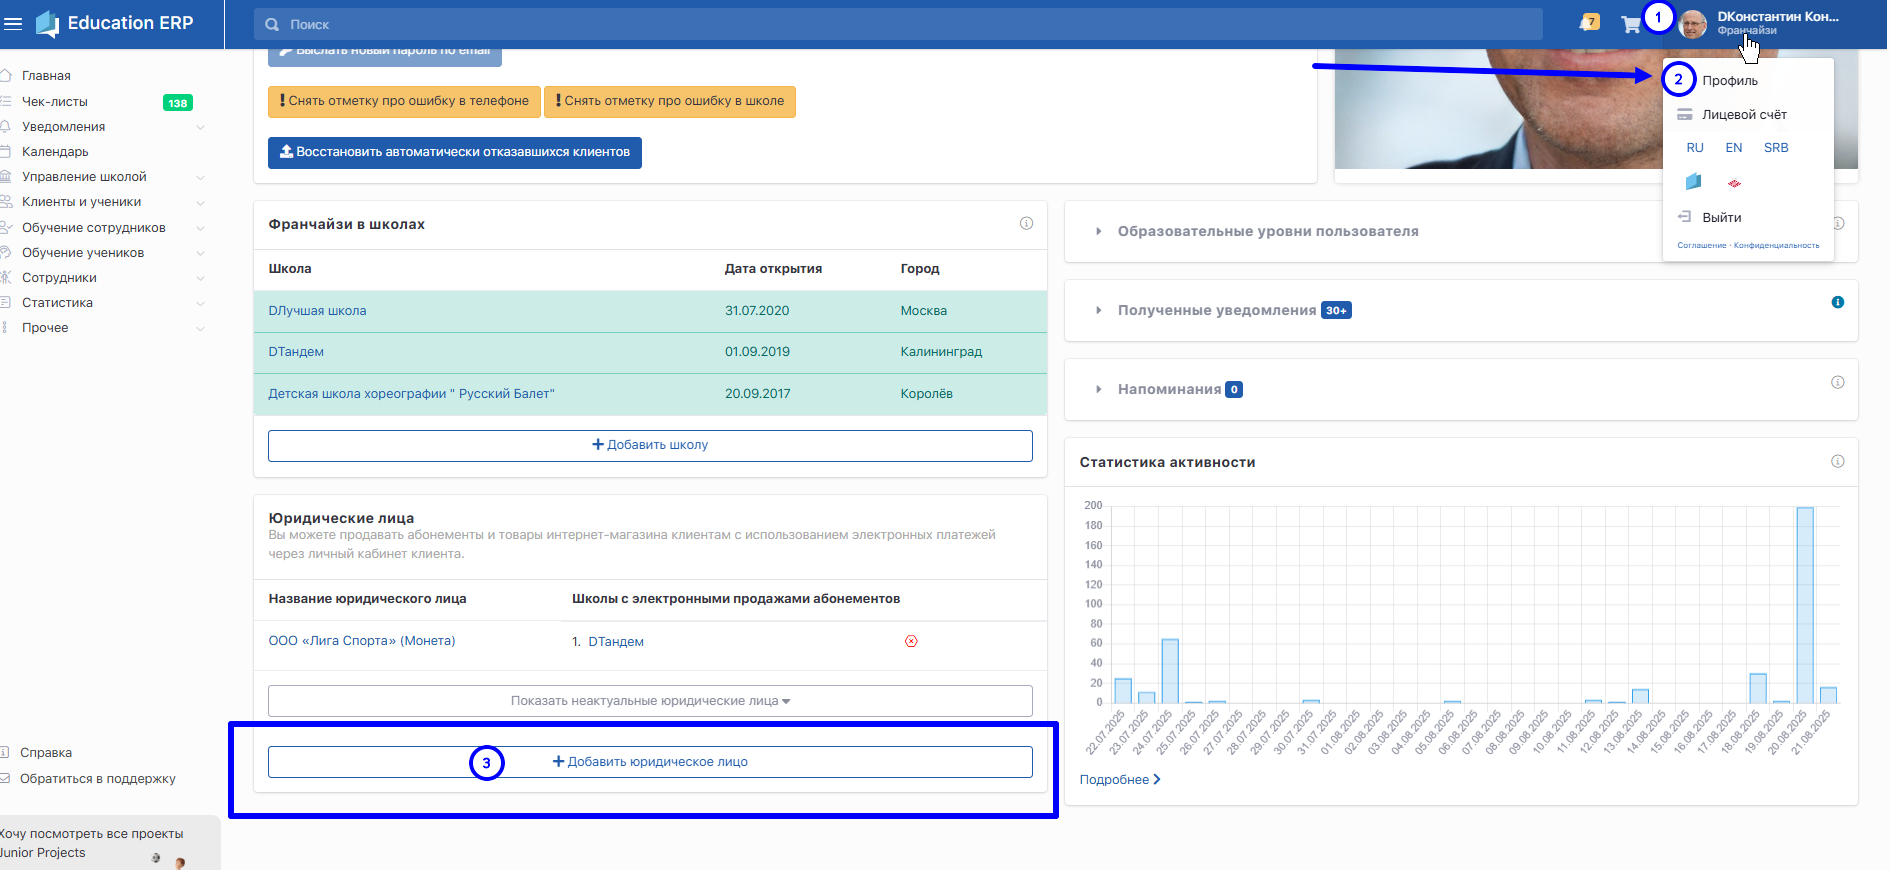 Education ERP
Поиск
7
1
DКонстантин Кон...
Франчайзи
2
Профиль
Лицевой счёт
RU EN SRB
Выйти
Соглашение · Конфиденциальность
Главная
Чек-листы 138
Уведомления
Календарь
Управление школой
Клиенты и ученики
Обучение сотрудников
Обучение учеников
Сотрудники
Статистика
Прочее
Справка
Обратиться в поддержку
Хочу посмотреть все проекты
Junior Projects
Выслать новый пароль по email
Снять отметку про ошибку в телефоне
Снять отметку про ошибку в школе
Восстановить автоматически отказавшихся клиентов
Франчайзи в школах
Школа Дата открытия Город
DЛучшая школа 31.07.2020 Москва
DТандем 01.09.2019 Калининград
Детская школа хореографии " Русский Балет" 20.09.2017 Королёв
Добавить школу
Юридические лица
Вы можете продавать абонементы и товары интернет-магазина клиентам с использованием электронных платежей
через личный кабинет клиента.
Название юридического лица Школы с электронными продажами абонементов
ООО «Лига Спорта» (Монета) 1. DТандем
Показать неактуальные юридические лица
3
Добавить юридическое лицо
Образовательные уровни пользователя
Полученные уведомления 30+
Напоминания 0
Статистика активности
200
180
160
140
120
100
80
60
40
20
0
22.07.2025 23.07.2025 24.07.2025 25.07.2025 26.07.2025 27.07.2025 28.07.2025 29.07.2025 30.07.2025 31.07.2025 01.08.2025 02.08.2025 03.08.2025 04.08.2025 05.08.2025 06.08.2025 07.08.2025 08.08.2025 09.08.2025 10.08.2025 11.08.2025 12.08.2025 13.08.2025 14.08.2025 15.08.2025 16.08.2025 17.08.2025 18.08.2025 19.08.2025 20.08.2025 21.08.2025
Подробнее